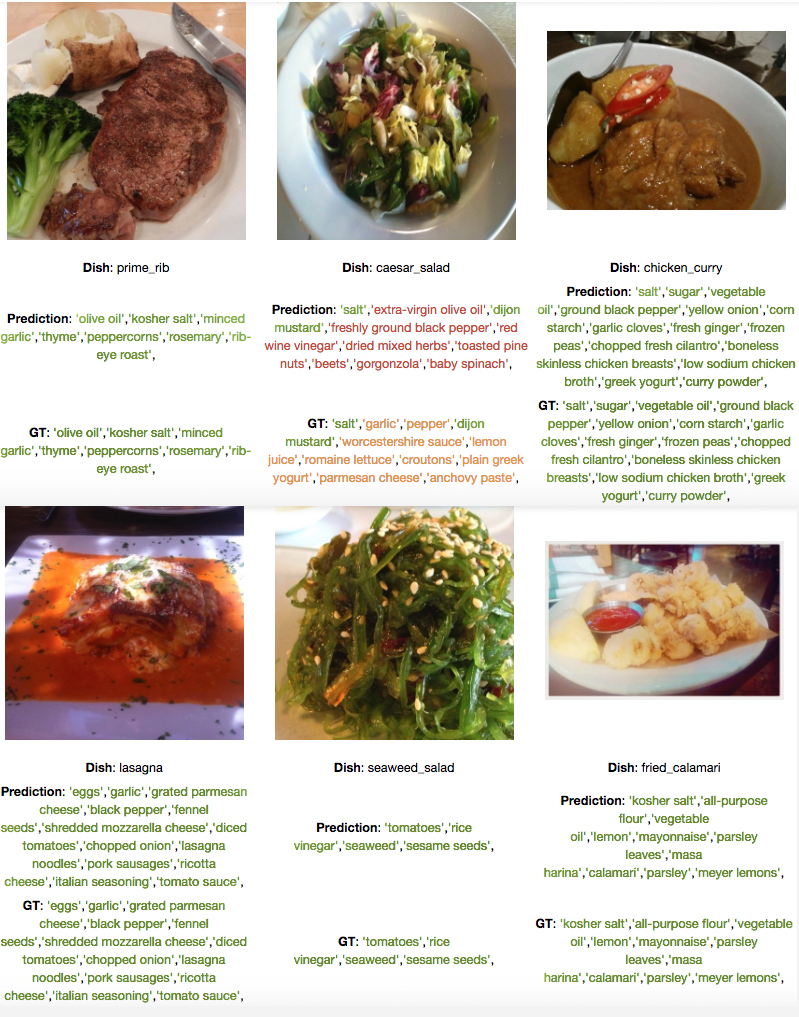 Dish: prime_rib
Prediction: 'olive oil','kosher salt','minced
garlic','thyme','peppercorns','rosemary','rib-
eye roast',
GT: 'olive oil','kosher salt','minced
garlic','thyme','peppercorns','rosemary','rib-
eye roast',
Dish: caesar_salad
Prediction: 'salt','extra-virgin olive oil','dijon
mustard','freshly ground black pepper','red
wine vinegar','dried mixed herbs','toasted pine
nuts','beets','gorgonzola','baby spinach',
GT: 'salt','garlic','pepper','dijon
mustard','worcestershire sauce','lemon
juice','romaine lettuce','croutons','plain greek
yogurt','parmesan cheese','anchovy paste',
Dish: chicken_curry
Prediction: 'salt','sugar','vegetable
oil','ground black pepper','yellow onion','corn
starch','garlic cloves','fresh ginger','frozen
peas','chopped fresh cilantro','boneless
skinless chicken breasts','low sodium chicken
broth','greek yogurt','curry powder',
GT: 'salt','sugar','vegetable oil','ground black
pepper','yellow onion','corn starch','garlic
cloves','fresh ginger','frozen peas','chopped
fresh cilantro','boneless skinless chicken
breasts','low sodium chicken broth','greek
yogurt','curry powder',
Dish: lasagna
Prediction: 'eggs','garlic','grated parmesan
cheese','black pepper','fennel
seeds','shredded mozzarella cheese','diced
tomatoes','chopped onion','lasagna
noodles','pork sausages','ricotta
cheese','italian seasoning','tomato sauce',
GT: 'eggs','garlic','grated parmesan
cheese','black pepper','fennel
seeds','shredded mozzarella cheese','diced
tomatoes','chopped onion','lasagna
noodles','pork sausages','ricotta
cheese','italian seasoning','tomato sauce',
Dish: seaweed_salad
Prediction: 'tomatoes','rice
vinegar','seaweed','sesame seeds',
GT: 'tomatoes','rice
vinegar','seaweed','sesame seeds',
Dish: fried_calamari
Prediction: 'kosher salt','all-purpose
flour','vegetable
oil','lemon','mayonnaise','parsley
leaves','masa
harina','calamari','parsley','meyer lemons',
GT: 'kosher salt','all-purpose flour','vegetable
oil','lemon','mayonnaise','parsley
leaves','masa
harina','calamari','parsley','meyer lemons',